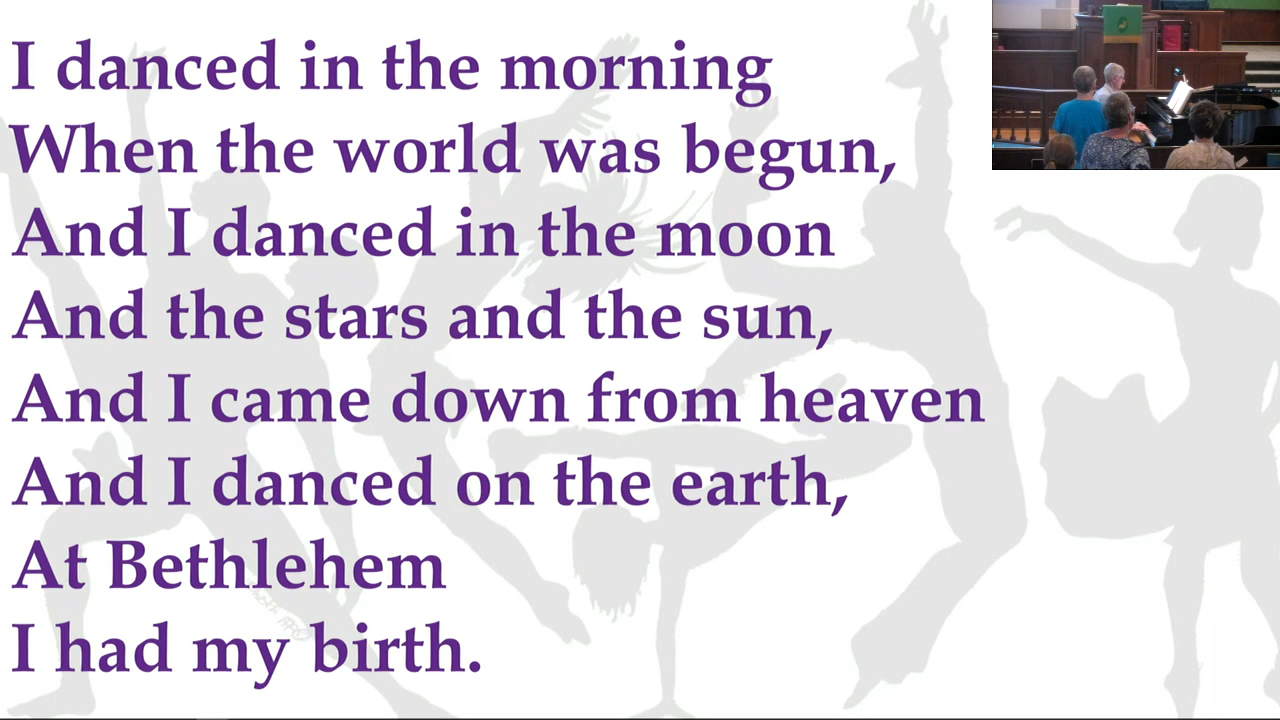 I danced in the morning
When the world was begun,
And I danced in the moon
And the stars and the sun,
And I came down from heaven
And I danced on the earth,
At Bethlehem
I had my birth.